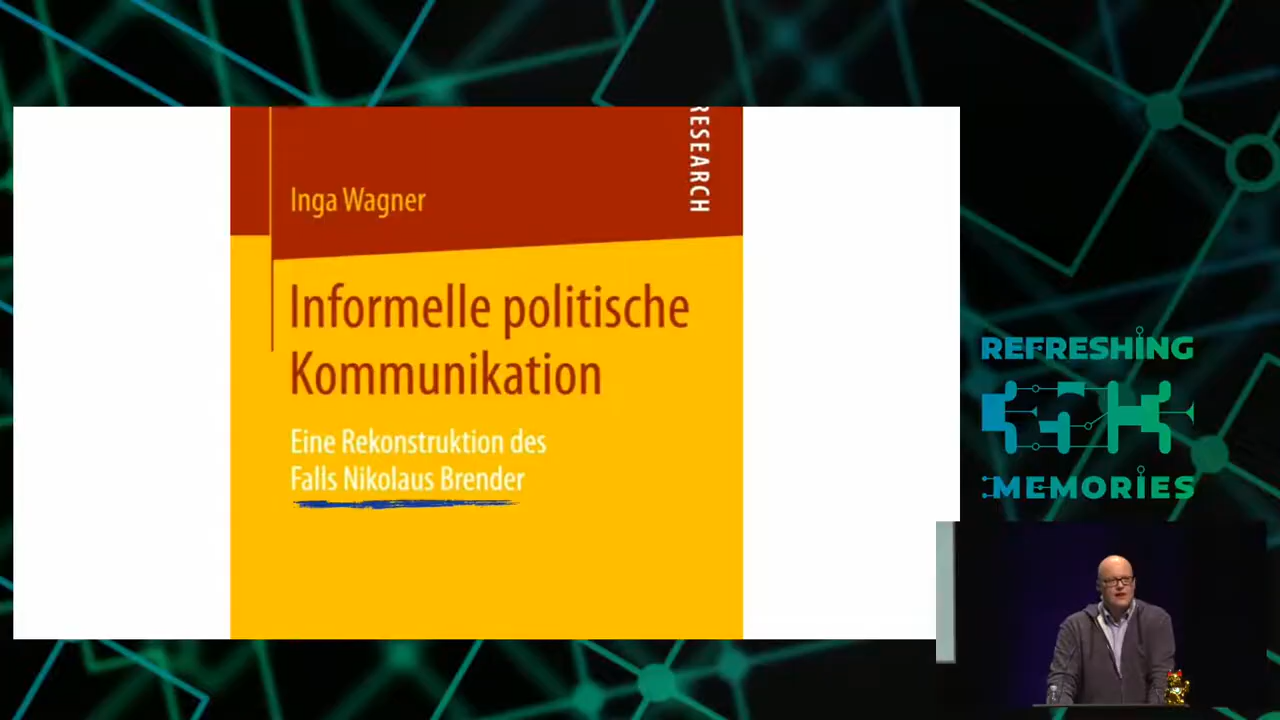 RESEARCH
Inga Wagner
Informelle politische
Kommunikation
Eine Rekonstruktion des
Falls Nikolaus Brender
REFRESHING
MEMORIES